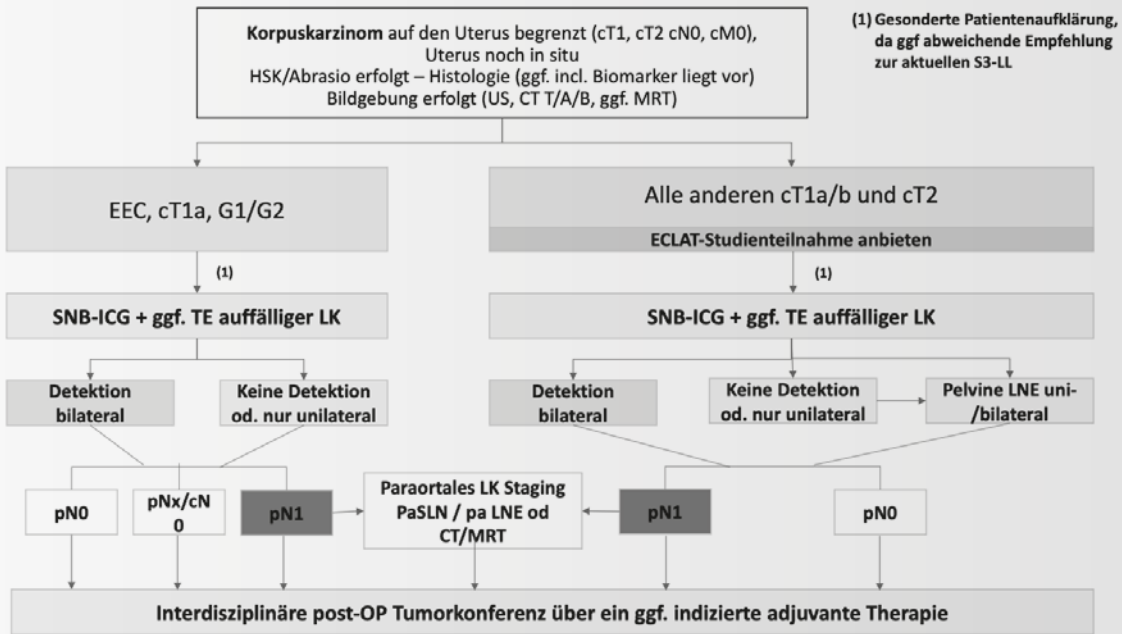 Korpuskarzinom auf den Uterus begrenzt (cT1, cT2 cN0, cM0),
Uterus noch in situ
HSK/Abrasio erfolgt – Histologie (ggf. incl. Biomarker liegt vor)
Bildgebung erfolgt (US, CT T/A/B, ggf. MRT)
(1) Gesonderte Patientenaufklärung,
da ggf abweichende Empfehlung
zur aktuellen S3-LL
EEC, cT1a, G1/G2
Alle anderen cT1a/b und cT2
ECLAT-Studienteilnahme anbieten
(1)
(1)
SNB-ICG + ggf. TE auffälliger LK
SNB-ICG + ggf. TE auffälliger LK
Detektion
bilateral
Keine Detektion
od. nur unilateral
Detektion
bilateral
Keine Detektion
od. nur unilateral
Pelvine LNE uni-
/bilateral
pN0
pNx/cN
0
pN1
Paraortales LK Staging
PaSLN / pa LNE od
CT/MRT
pN1
pN0
Interdisziplinäre post-OP Tumorkonferenz über ein ggf. indizierte adjuvante Therapie